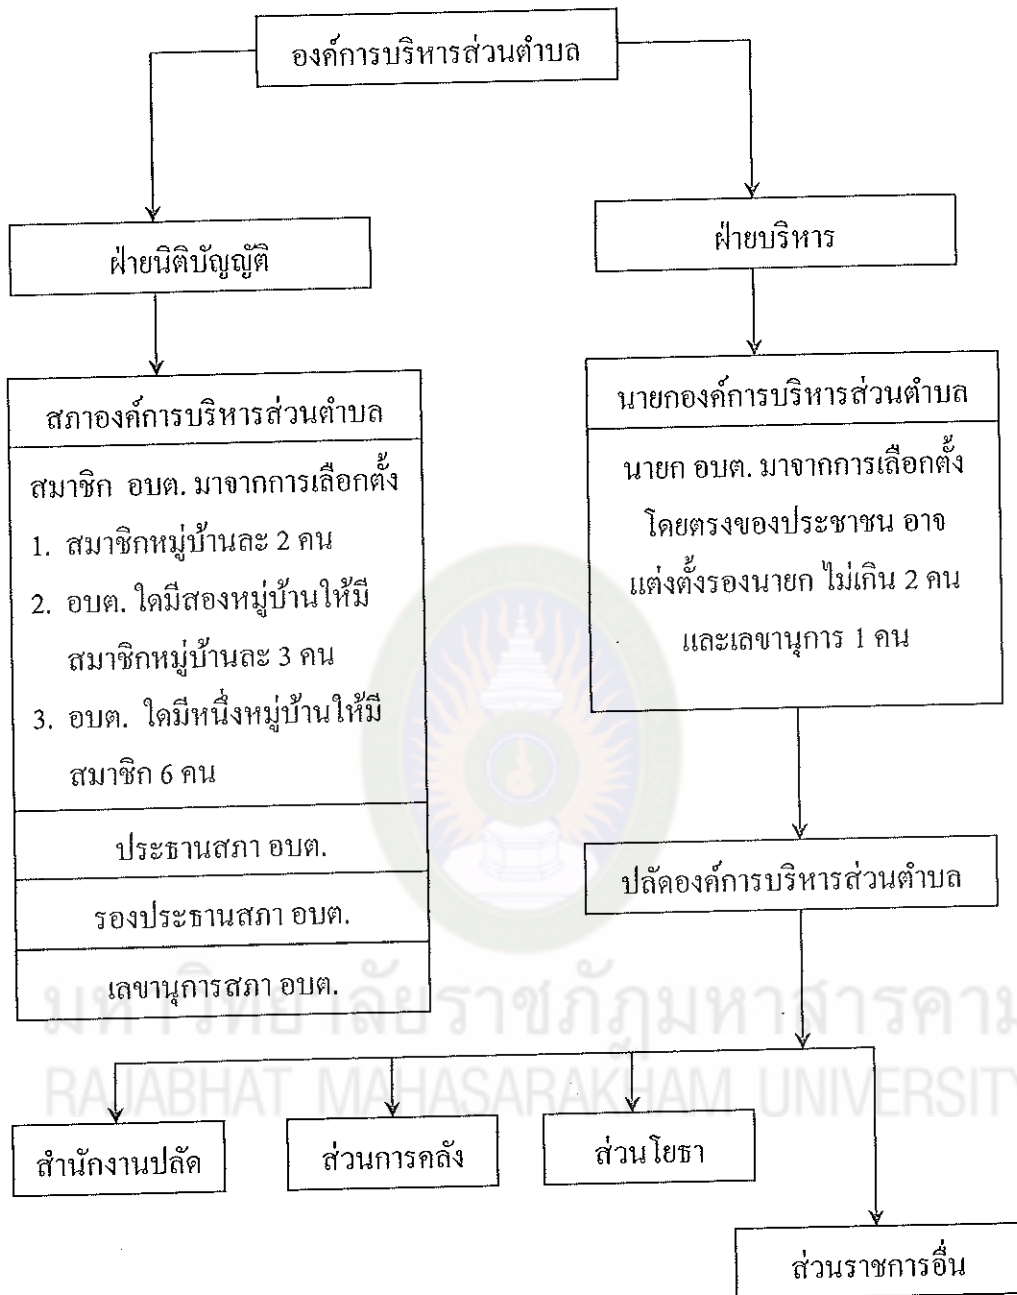 องค์การบริหารส่วนตำบล
ฝ่ายนิติบัญญัติ
ฝ่ายบริหาร
สภาองค์การบริหารส่วนตำบล
สมาชิก อบต. มาจากการเลือกตั้ง
1. สมาชิกหมู่บ้านละ 2 คน
2. อบต. ใดมีสองหมู่บ้านให้มี
สมาชิกหมู่บ้านละ 3 คน
3. อบต. ใดมีหนึ่งหมู่บ้านให้มี
สมาชิก 6 คน
ประธานสภา อบต.
รองประธานสภา อบต.
เลขานุการสภา อบต.
นายกองค์การบริหารส่วนตำบล
นายก อบต. มาจากการเลือกตั้ง
โดยตรงของประชาชน อาจ
แต่งตั้งรองนายก ไม่เกิน 2 คน
และเลขานุการ 1 คน
ปลัดองค์การบริหารส่วนตำบล
มหาวิทยาลัยราชภัฏมหาสารคาม
RAJABHAT MAHASARAKHAM UNIVERSITY
สำนักงานปลัด
ส่วนการคลัง
ส่วนโยธา
ส่วนราชการอื่น